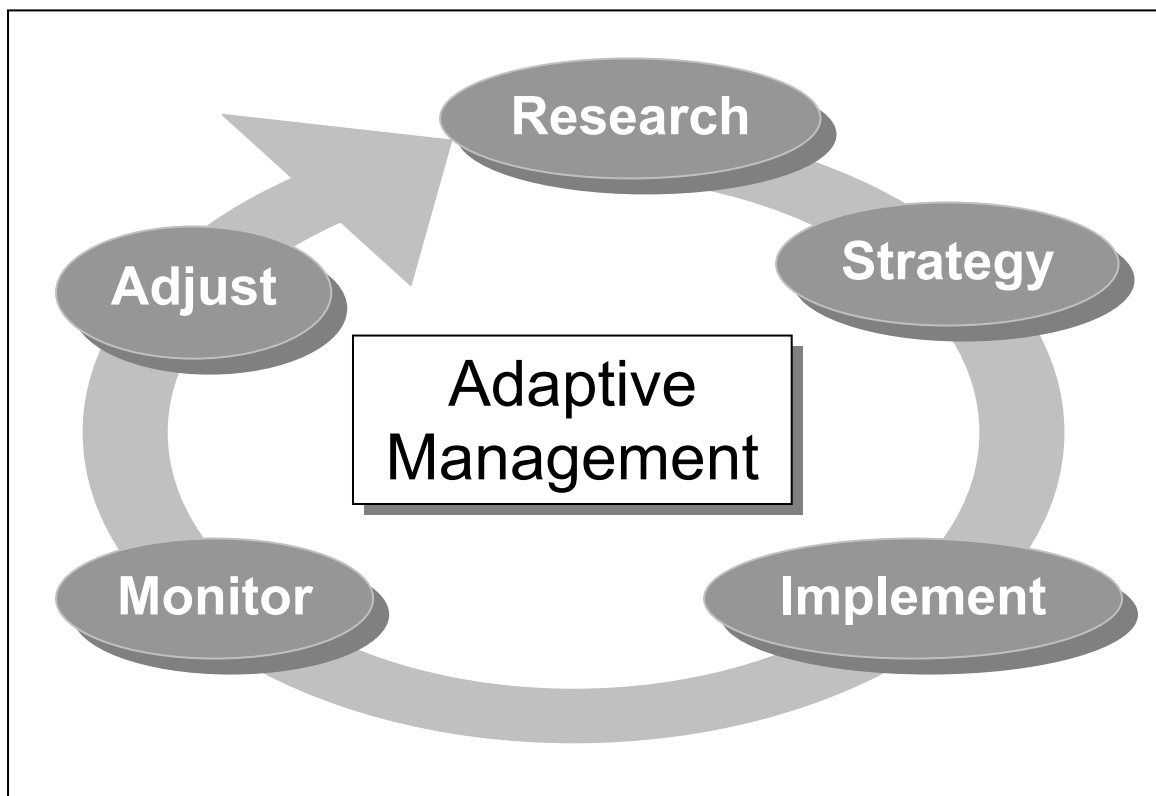 Research
Strategy
Adjust
Adaptive
Management
Monitor
Implement